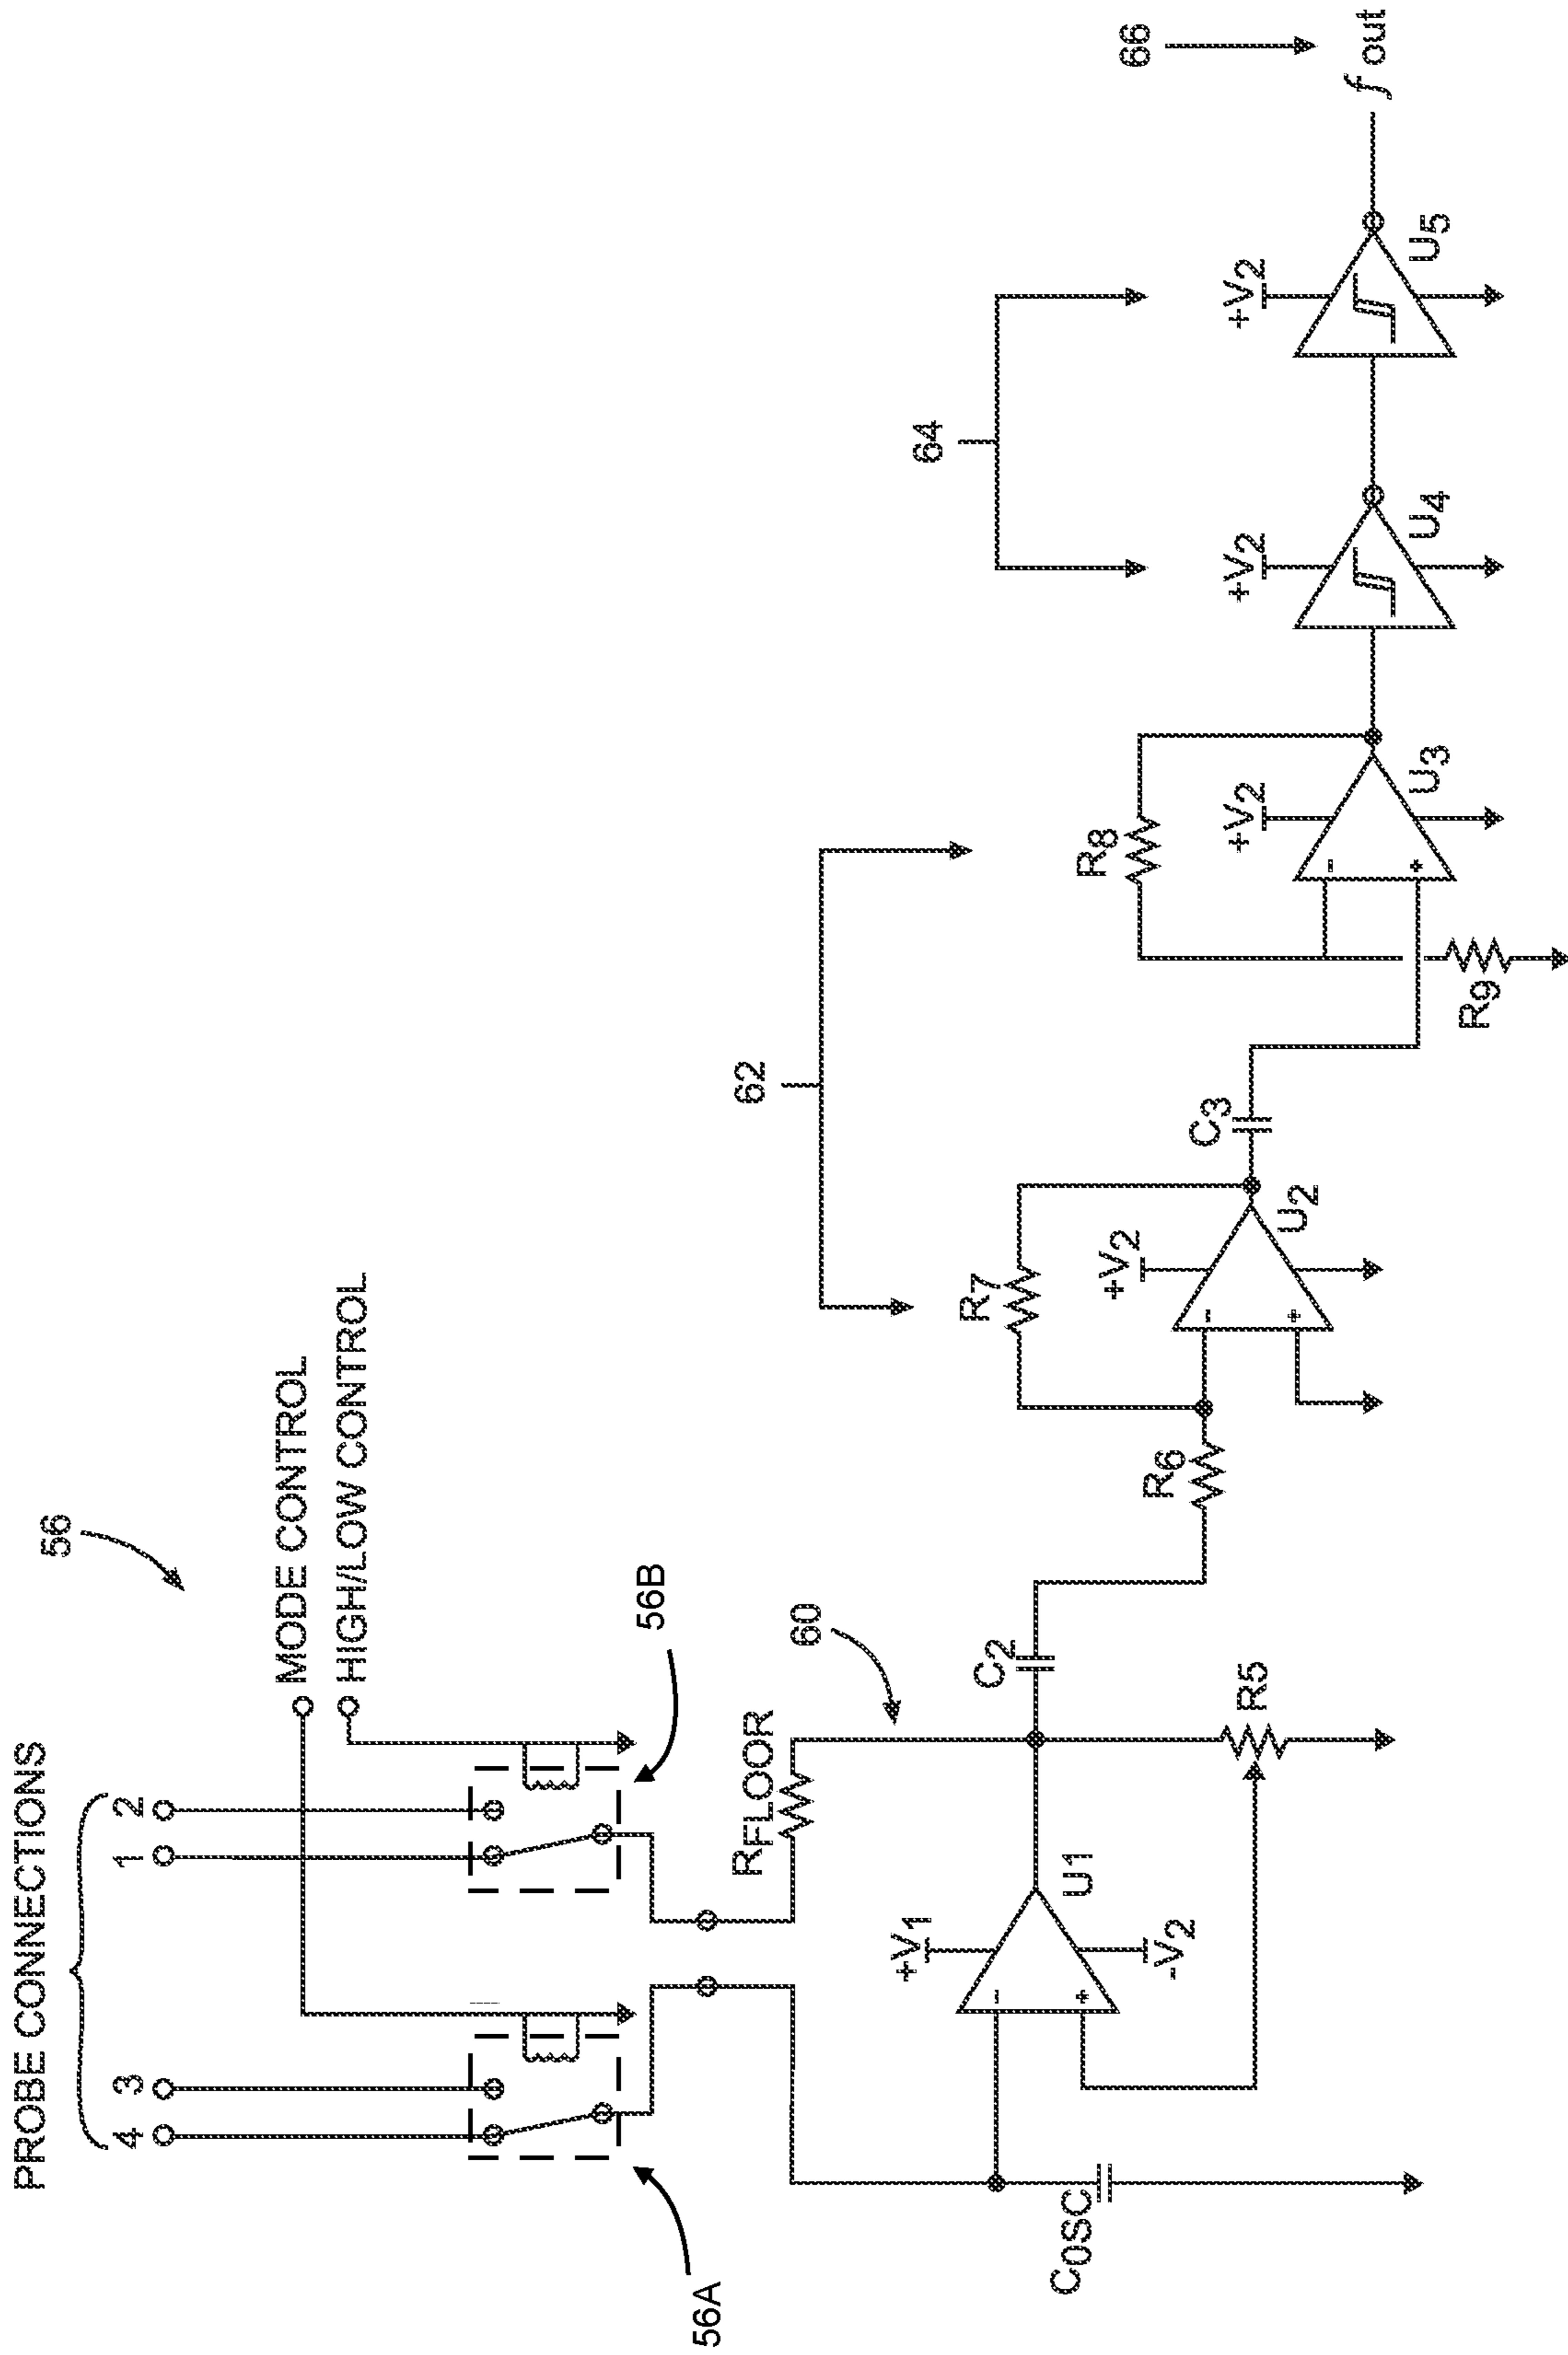 PROBE CONNECTIONS
4 3 1 2
56
MODE CONTROL
HIGH/LOW CONTROL
56A
56B
COSC
+V1
U1
-V2
RFLOOR
60
R5
C2
R6
R7
+V2
U2
62
C3
R8
+V2
U3
R9
64
+V2
U4
+V2
U5
66
f out